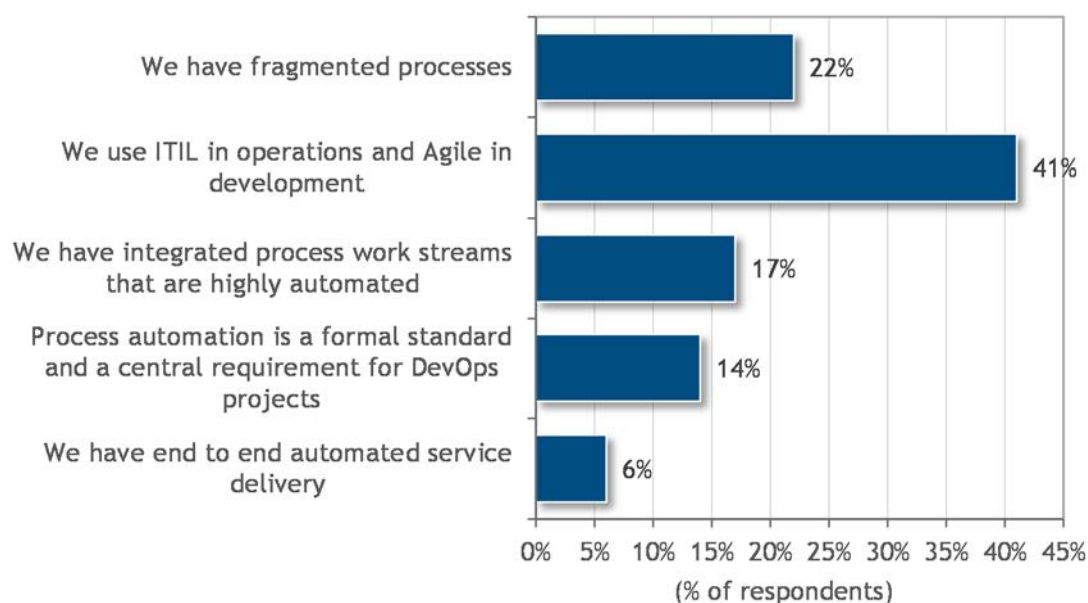 We have fragmented processes
22%
We use ITIL in operations and Agile in
development
41%
We have integrated process work streams
that are highly automated
17%
Process automation is a formal standard
and a central requirement for DevOps
projects
14%
We have end to end automated service
delivery
6%
0% 5% 10% 15% 20% 25% 30% 35% 40% 45%
(% of respondents)